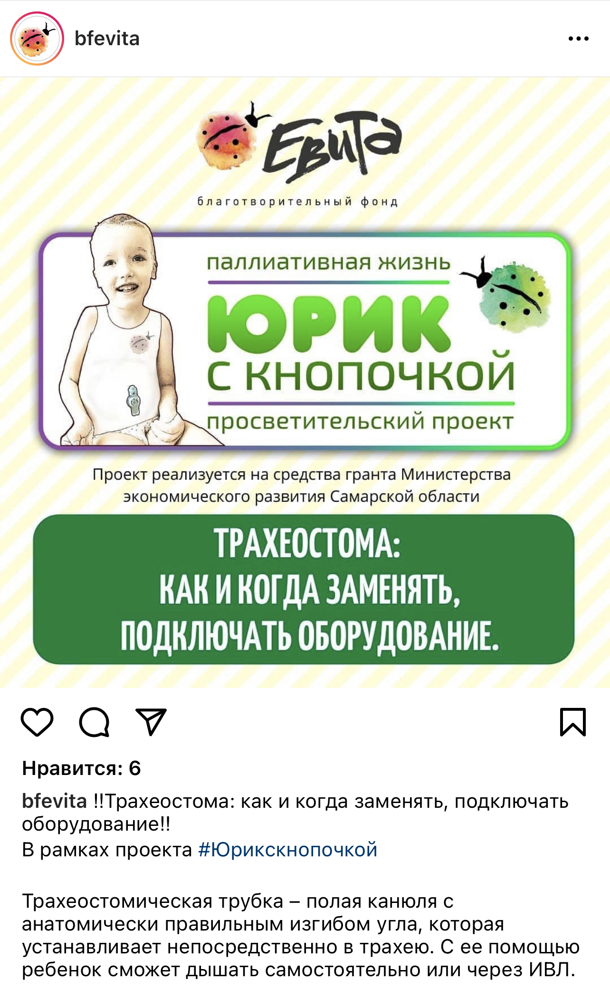 bfevita
Евита
благотворительный фонд
паллиативная жизнь
ЮРИК
с кнопочкой
просветительский проект
Проект реализуется на средства гранта Министерства
экономического развития Самарской области
ТРАХЕОСТОМА:
КАК И КОГДА ЗАМЕНЯТЬ,
ПОДКЛЮЧАТЬ ОБОРУДОВАНИЕ.
Нравится: 6
bfevita !!Трахеостома: как и когда заменять, подключать
оборудование!!
В рамках проекта #Юрикскнопочкой
Трахеостомическая трубка – полая канюля с
анатомически правильным изгибом угла, которая
устанавливает непосредственно в трахею. С ее помощью
ребенок сможет дышать самостоятельно или через ИВЛ.